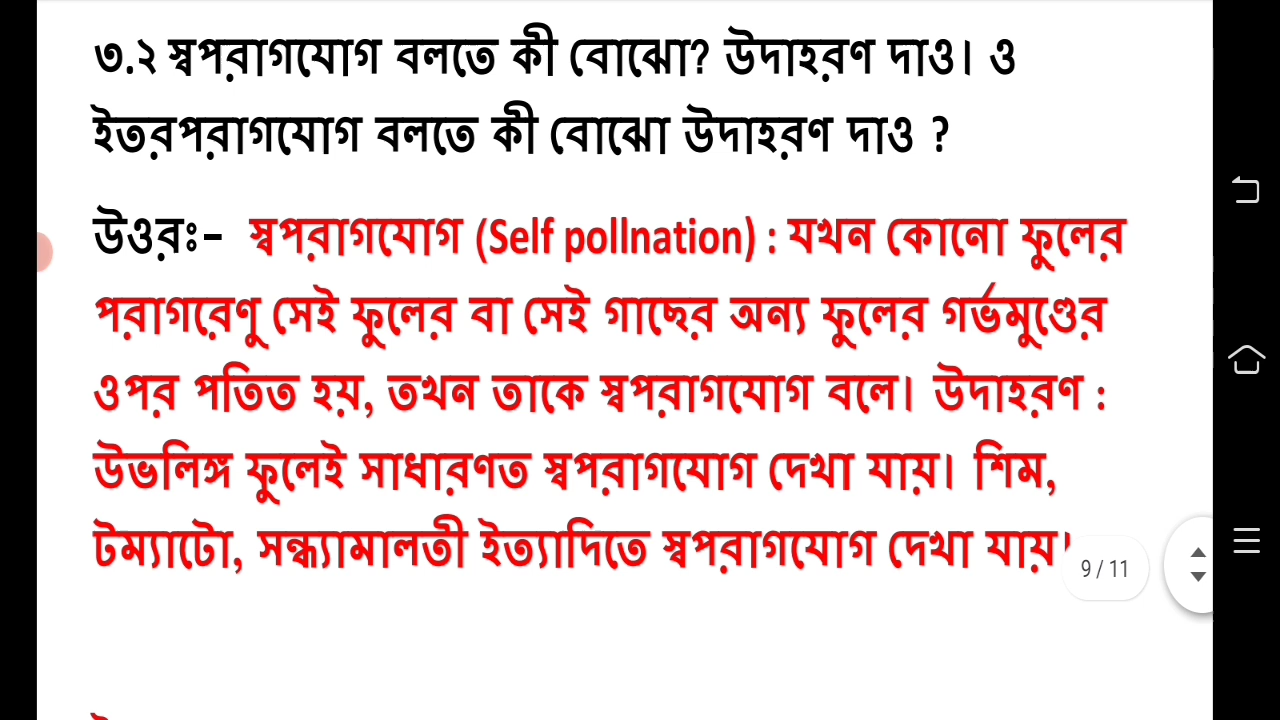 ৩.২ স্বপরাগযোগ বলতে কী বোঝো? উদাহরণ দাও। ও
ইতরপরাগযোগ বলতে কী বোঝো উদাহরণ দাও ?
উওরঃ- স্বপরাগযোগ (Self pollnation) : যখন কোনো ফুলের
পরাগরেণু সেই ফুলের বা সেই গাছের অন্য ফুলের গর্ভমুণ্ডের
ওপর পতিত হয়, তখন তাকে স্বপরাগযোগ বলে। উদাহরণ :
উভলিঙ্গ ফুলেই সাধারণত স্বপরাগযোগ দেখা যায়। শিম,
টম্যাটো, সন্ধ্যামালতী ইত্যাদিতে স্বপরাগযোগ দেখা যায়।
9 / 11